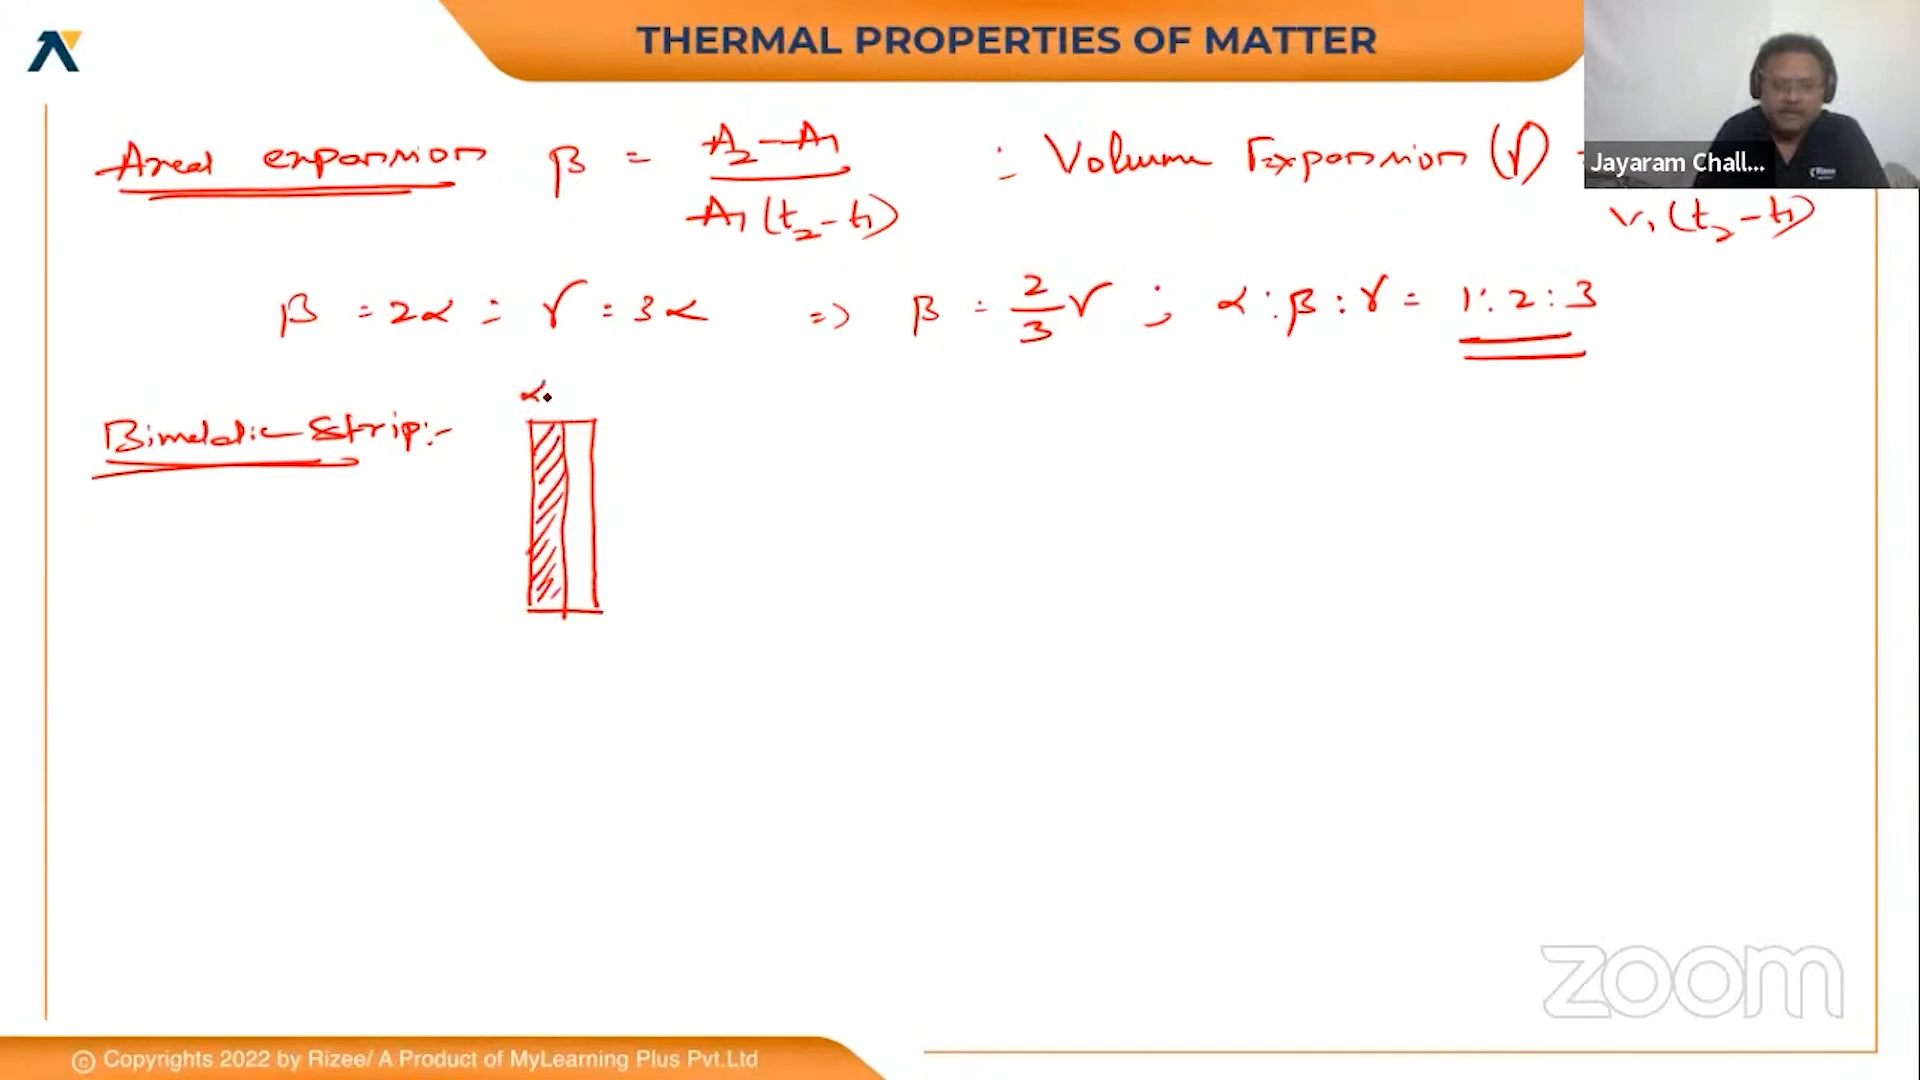 THERMAL PROPERTIES OF MATTER
Jayaram Chall...
Areal expansion β = A₂-A₁ / A₁(t₂-t₁) : Volume Expansion (γ)
V₁(t₂-t₁)
β = 2α : γ = 3α ⇒ β = 2/3 γ ; α : β : γ = 1 : 2 : 3
α
Bimetalic Strip:-
zoom
© Copyrights 2022 by Rizee/ A Product of MyLearning Plus Pvt.Ltd